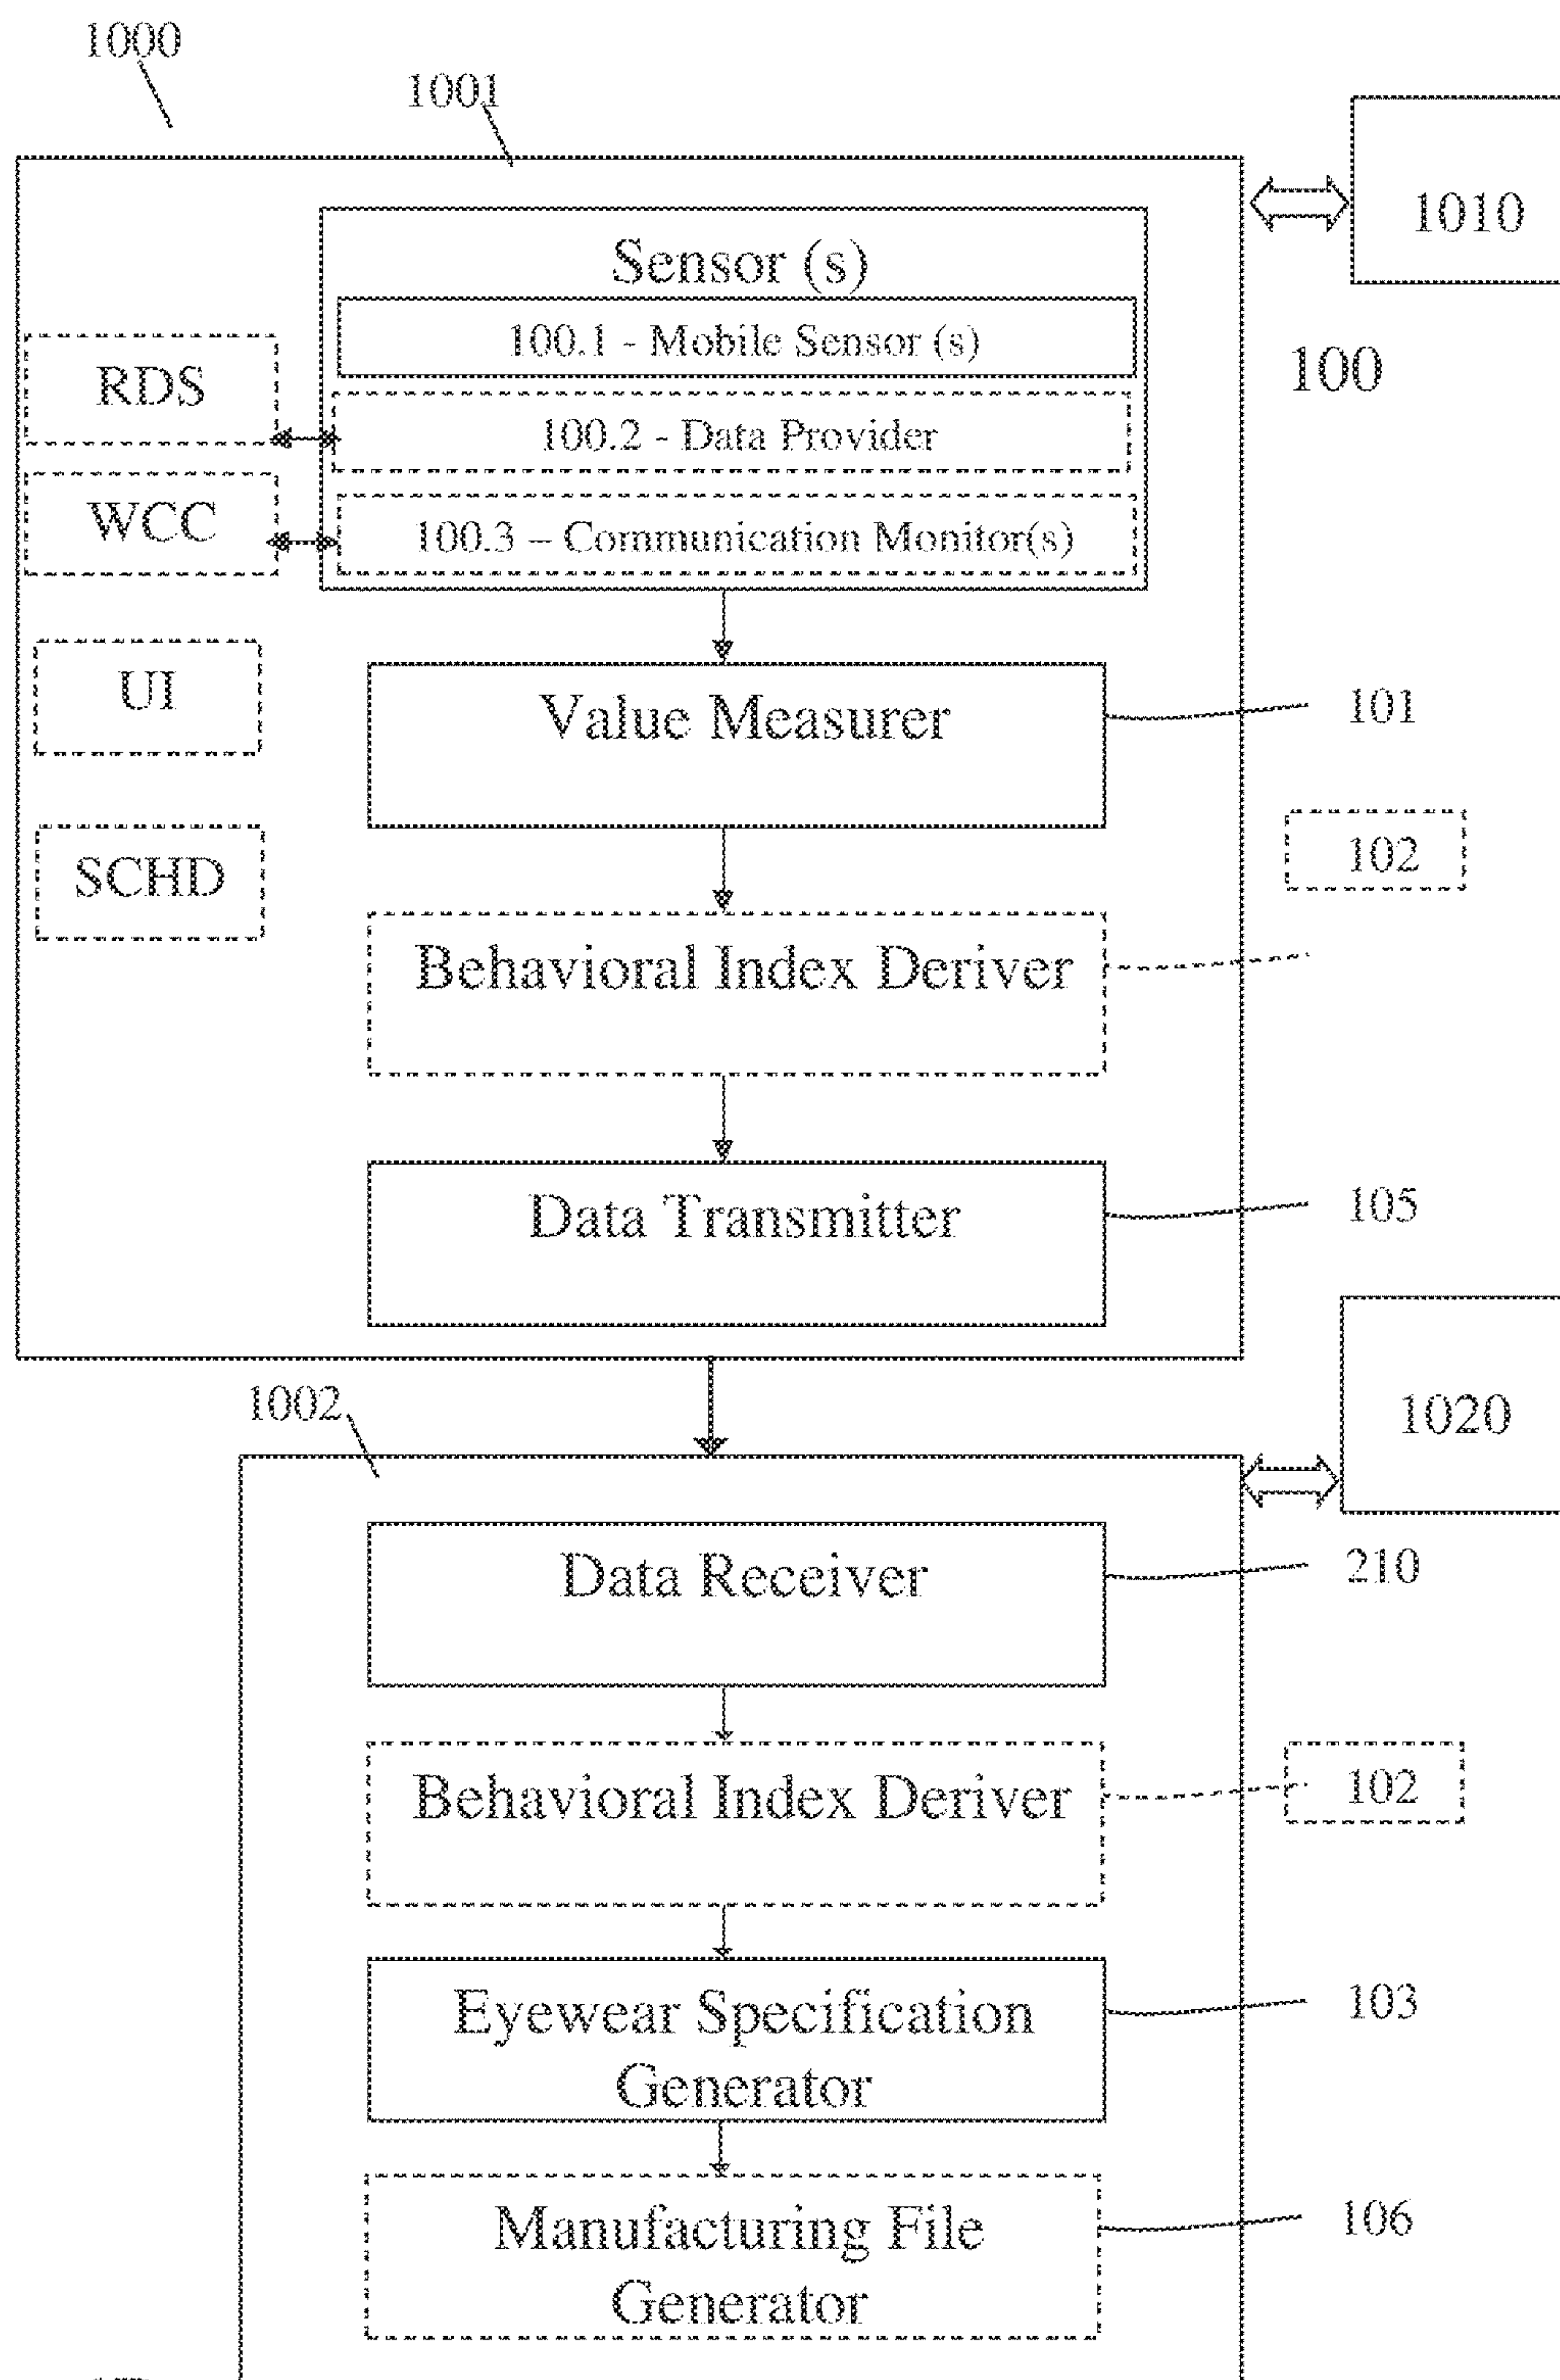 1000
1001
1010
Sensor (s)
100.1 - Mobile Sensor (s)
100
RDS
100.2 - Data Provider
WCC
100.3 – Communication Monitor(s)
UI
Value Measurer
101
102
SCHD
Behavioral Index Deriver
Data Transmitter
105
1002
1020
Data Receiver
210
Behavioral Index Deriver
102
Eyewear Specification
Generator
103
Manufacturing File
Generator
106